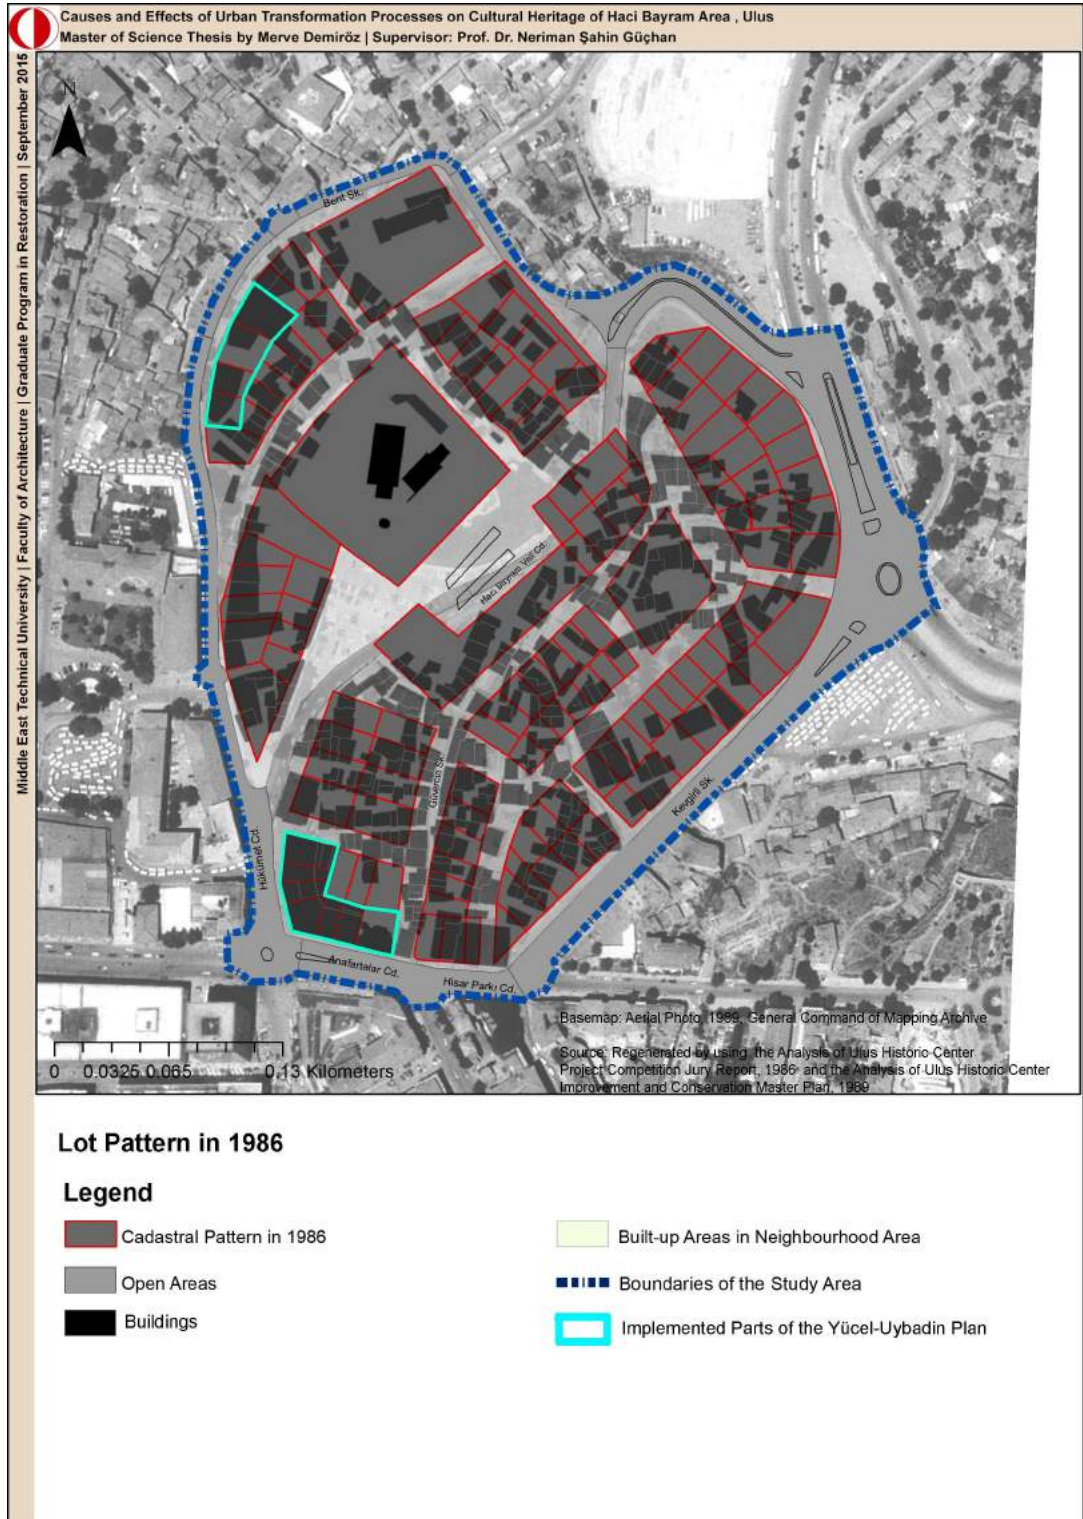 Causes and Effects of Urban Transformation Processes on Cultural Heritage of Haci Bayram Area , Ulus
Master of Science Thesis by Merve Demiröz | Supervisor: Prof. Dr. Neriman Şahin Güçhan
Middle East Technical University | Faculty of Architecture | Graduate Program in Restoration | September 2015
N
Bent Sk.
Haci Bayram Veli Cd.
Güvercin Sk.
Kevgirli Sk
Hükümet Cd.
Anafartalar Cd.
Hisar Parkı Cd.
Basemap: Aerial Photo, 1989, General Command of Mapping Archive
Source: Regenerated by using the Analysis of Ulus Historic Center
Project Competition Jury Report, 1986 and the Analysis of Ulus Historic Center
Improvement and Conservation Master Plan, 1989
0 0.0325 0.065 0.13 Kilometers
Lot Pattern in 1986
Legend
Cadastral Pattern in 1986
Open Areas
Buildings
Built-up Areas in Neighbourhood Area
Boundaries of the Study Area
Implemented Parts of the Yücel-Uybadin Plan